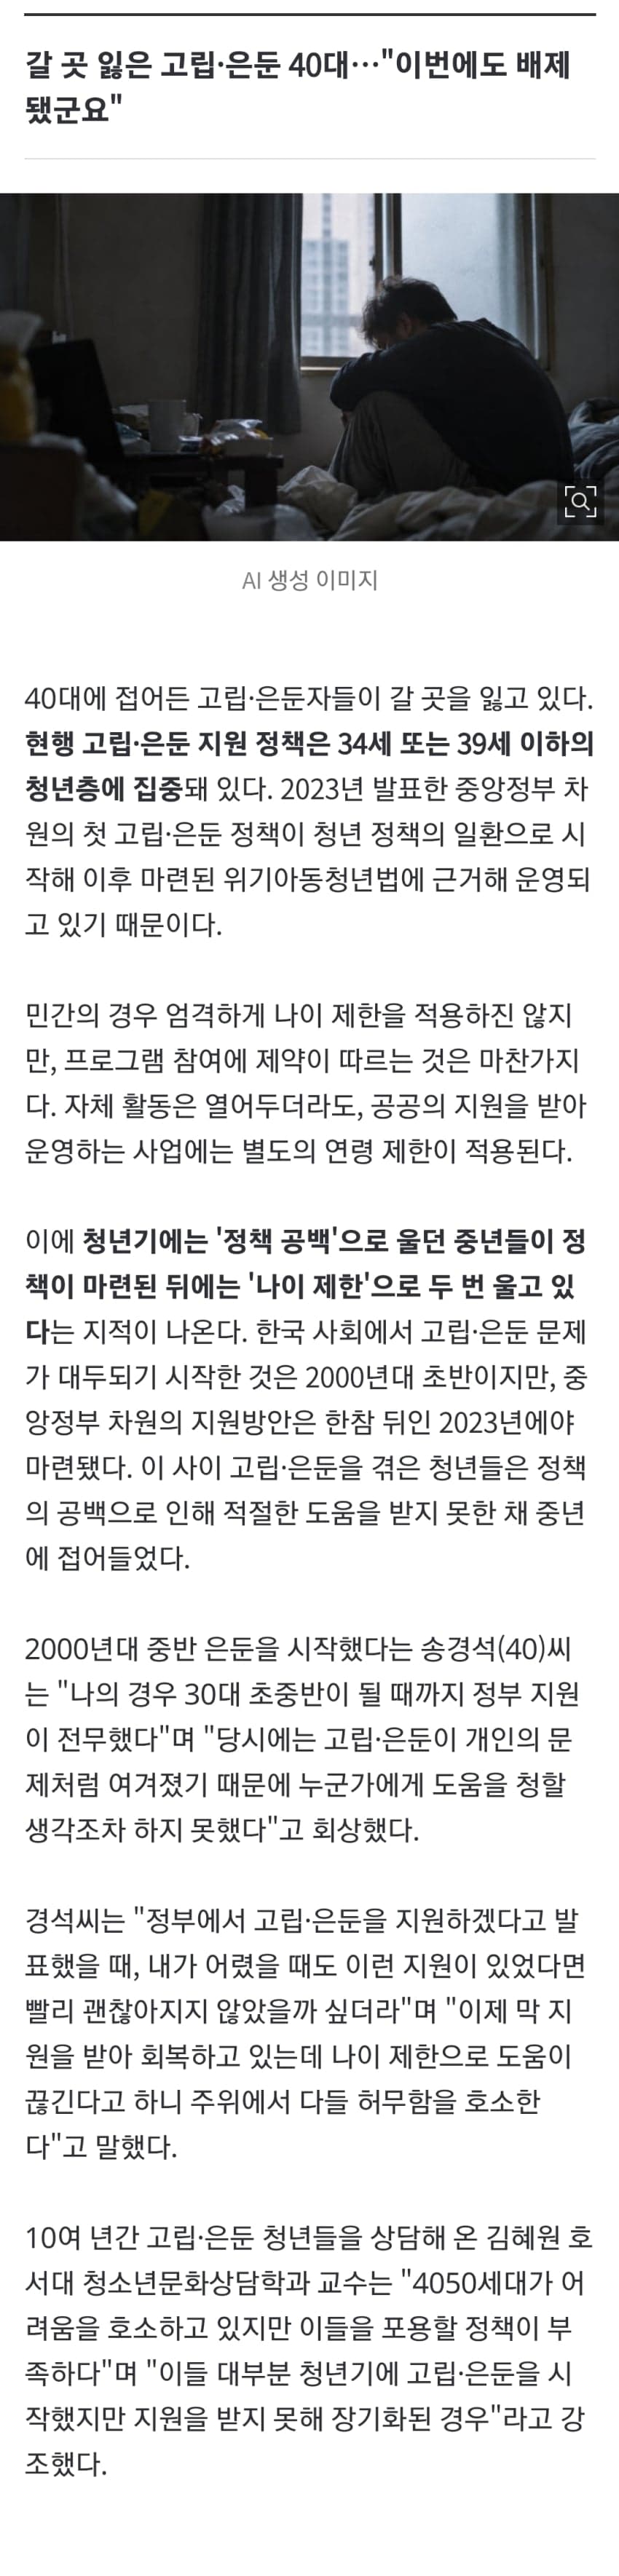 갈 곳 잃은 고립·은둔 40대…"이번에도 배제
됐군요"
AI 생성 이미지
40대에 접어든 고립·은둔자들이 갈 곳을 잃고 있다.
현행 고립·은둔 지원 정책은 34세 또는 39세 이하의
청년층에 집중돼 있다. 2023년 발표한 중앙정부 차
원의 첫 고립·은둔 정책이 청년 정책의 일환으로 시
작해 이후 마련된 위기아동청년법에 근거해 운영되
고 있기 때문이다.
민간의 경우 엄격하게 나이 제한을 적용하진 않지
만, 프로그램 참여에 제약이 따르는 것은 마찬가지
다. 자체 활동은 열어두더라도, 공공의 지원을 받아
운영하는 사업에는 별도의 연령 제한이 적용된다.
이에 청년기에는 '정책 공백'으로 울던 중년들이 정
책이 마련된 뒤에는 '나이 제한'으로 두 번 울고 있
다는 지적이 나온다. 한국 사회에서 고립·은둔 문제
가 대두되기 시작한 것은 2000년대 초반이지만, 중
앙정부 차원의 지원방안은 한참 뒤인 2023년에야
마련됐다. 이 사이 고립·은둔을 겪은 청년들은 정책
의 공백으로 인해 적절한 도움을 받지 못한 채 중년
에 접어들었다.
2000년대 중반 은둔을 시작했다는 송경석(40)씨
는 "나의 경우 30대 초중반이 될 때까지 정부 지원
이 전무했다"며 "당시에는 고립·은둔이 개인의 문
제처럼 여겨졌기 때문에 누군가에게 도움을 청할
생각조차 하지 못했다"고 회상했다.
경석씨는 "정부에서 고립·은둔을 지원하겠다고 발
표했을 때, 내가 어렸을 때도 이런 지원이 있었다면
빨리 괜찮아지지 않았을까 싶더라"며 "이제 막 지
원을 받아 회복하고 있는데 나이 제한으로 도움이
끊긴다고 하니 주위에서 다들 허무함을 호소한
다"고 말했다.
10여 년간 고립·은둔 청년들을 상담해 온 김혜원 호
서대 청소년문화상담학과 교수는 "4050세대가 어
려움을 호소하고 있지만 이들을 포용할 정책이 부
족하다"며 "이들 대부분 청년기에 고립·은둔을 시
작했지만 지원을 받지 못해 장기화된 경우"라고 강
조했다.